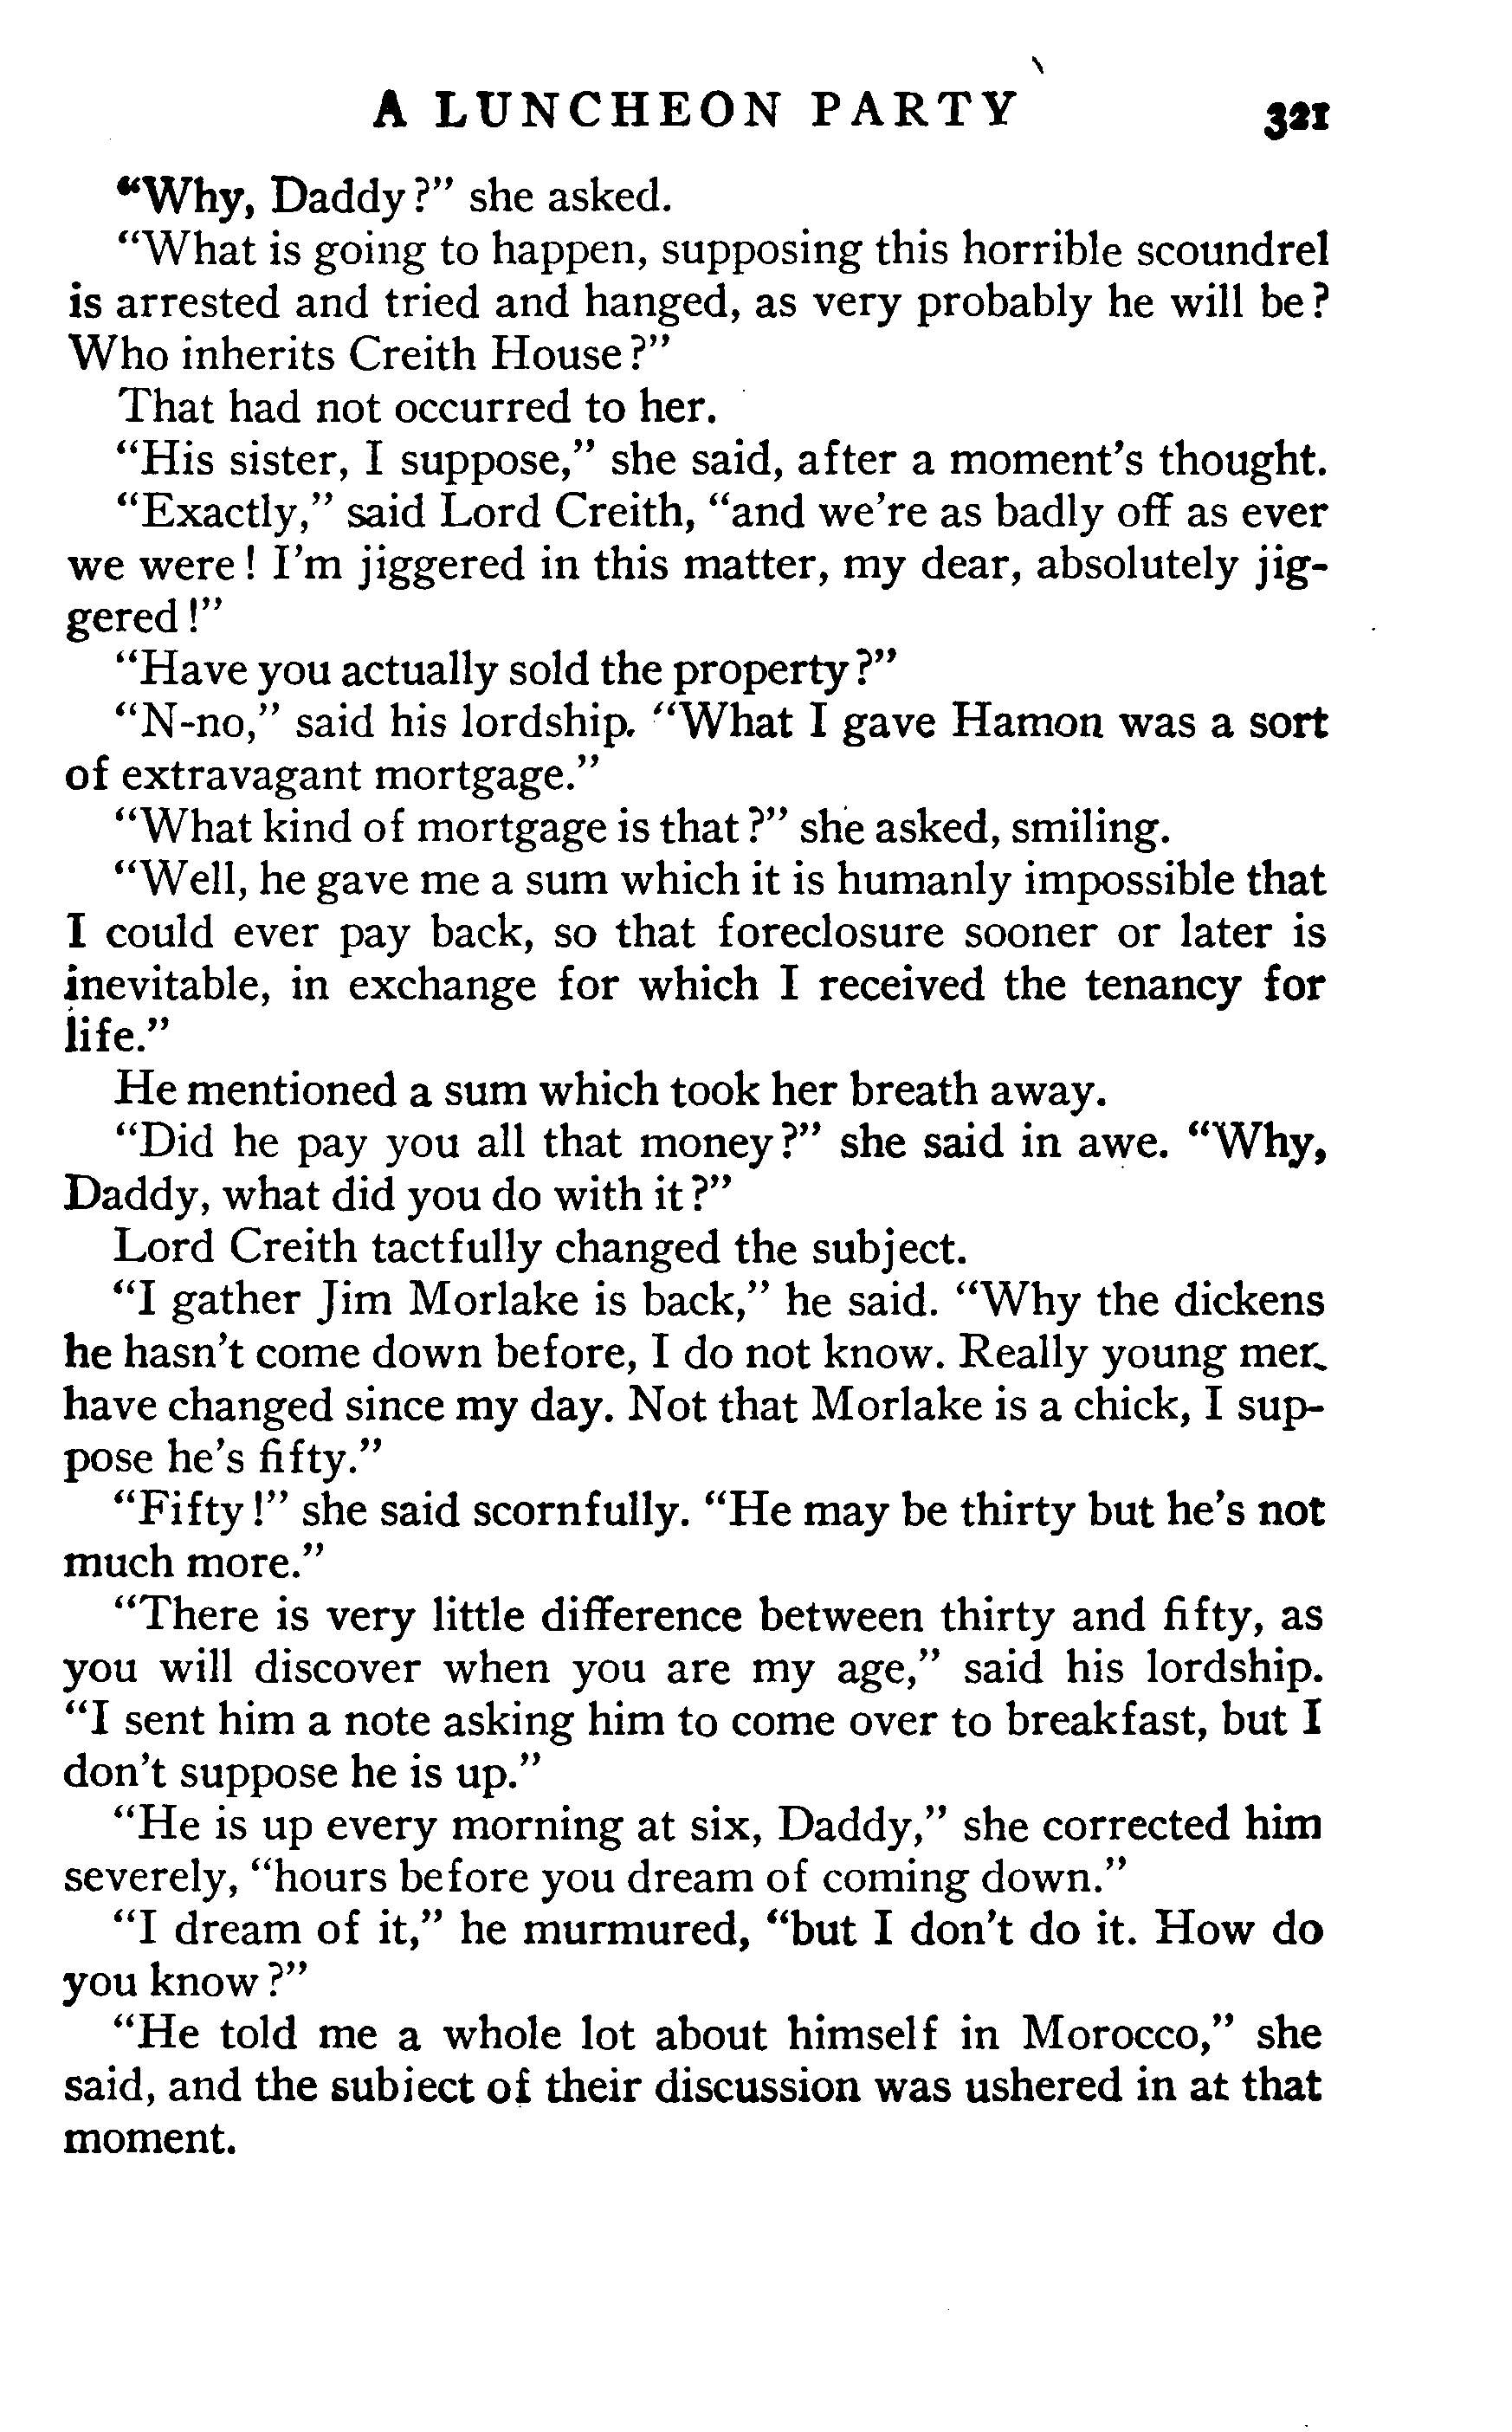 A LUNCHEON PARTY 321
"Why, Daddy?" she asked.
"What is going to happen, supposing this horrible scoundrel
is arrested and tried and hanged, as very probably he will be?
Who inherits Creith House?"
That had not occurred to her.
"His sister, I suppose," she said, after a moment's thought.
"Exactly," said Lord Creith, "and we're as badly off as ever
we were! I'm jiggered in this matter, my dear, absolutely jig-
gered!"
"Have you actually sold the property?"
"N-no," said his lordship. "What I gave Hamon was a sort
of extravagant mortgage."
"What kind of mortgage is that?" she asked, smiling.
"Well, he gave me a sum which it is humanly impossible that
I could ever pay back, so that foreclosure sooner or later is
inevitable, in exchange for which I received the tenancy for
life."
He mentioned a sum which took her breath away.
"Did he pay you all that money?" she said in awe. "Why,
Daddy, what did you do with it?"
Lord Creith tactfully changed the subject.
"I gather Jim Morlake is back," he said. "Why the dickens
he hasn't come down before, I do not know. Really young men
have changed since my day. Not that Morlake is a chick, I sup-
pose he's fifty."
"Fifty!" she said scornfully. "He may be thirty but he's not
much more."
"There is very little difference between thirty and fifty, as
you will discover when you are my age," said his lordship.
"I sent him a note asking him to come over to breakfast, but I
don't suppose he is up."
"He is up every morning at six, Daddy," she corrected him
severely, "hours before you dream of coming down."
"I dream of it," he murmured, "but I don't do it. How do
you know?"
"He told me a whole lot about himself in Morocco," she
said, and the subject of their discussion was ushered in at that
moment.